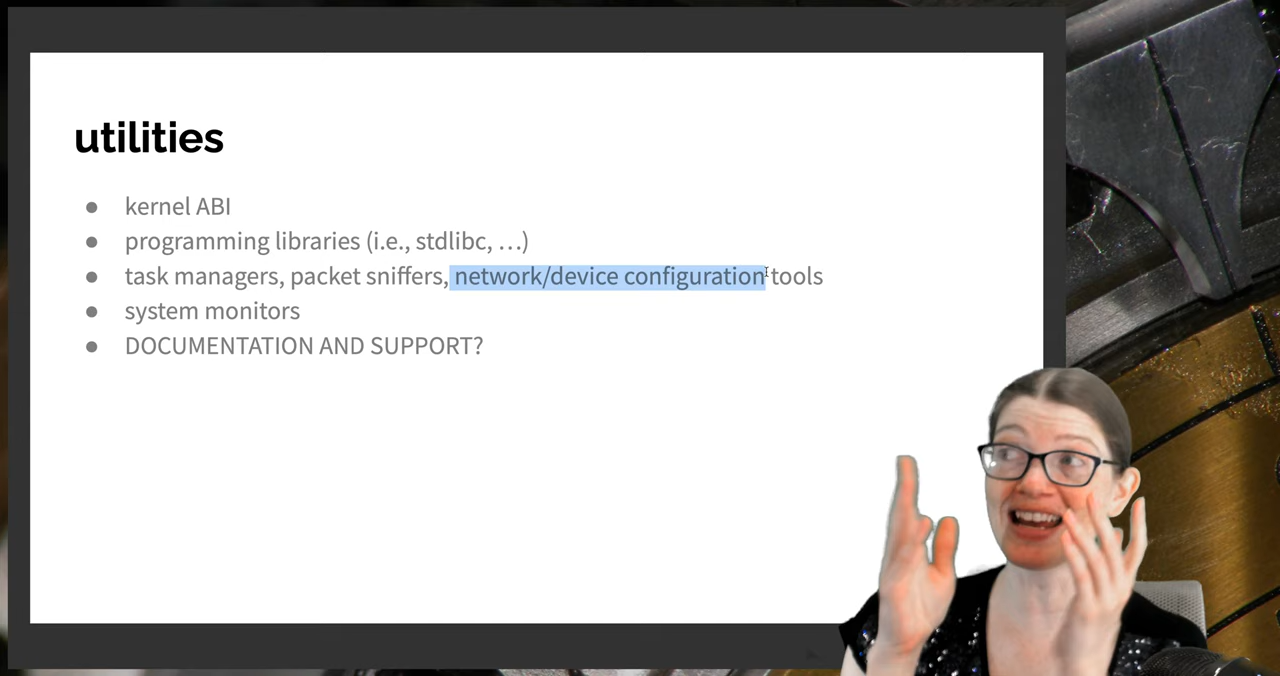 utilities
● kernel ABI
● programming libraries (i.e., stdlibc, …)
● task managers, packet sniffers, network/device configuration tools
● system monitors
● DOCUMENTATION AND SUPPORT?